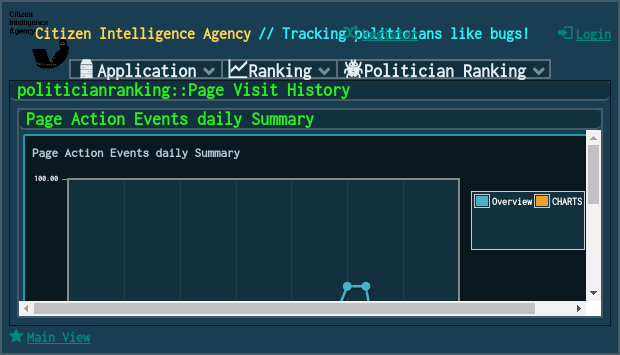 Citizen
Intelligence
Agency
Citizen Intelligence Agency // Tracking politicians like bugs!
Register
Login
Application
Ranking
Politician Ranking
politicianranking::Page Visit History
Page Action Events daily Summary
Page Action Events daily Summary
100.00
Overview
CHARTS
Main View